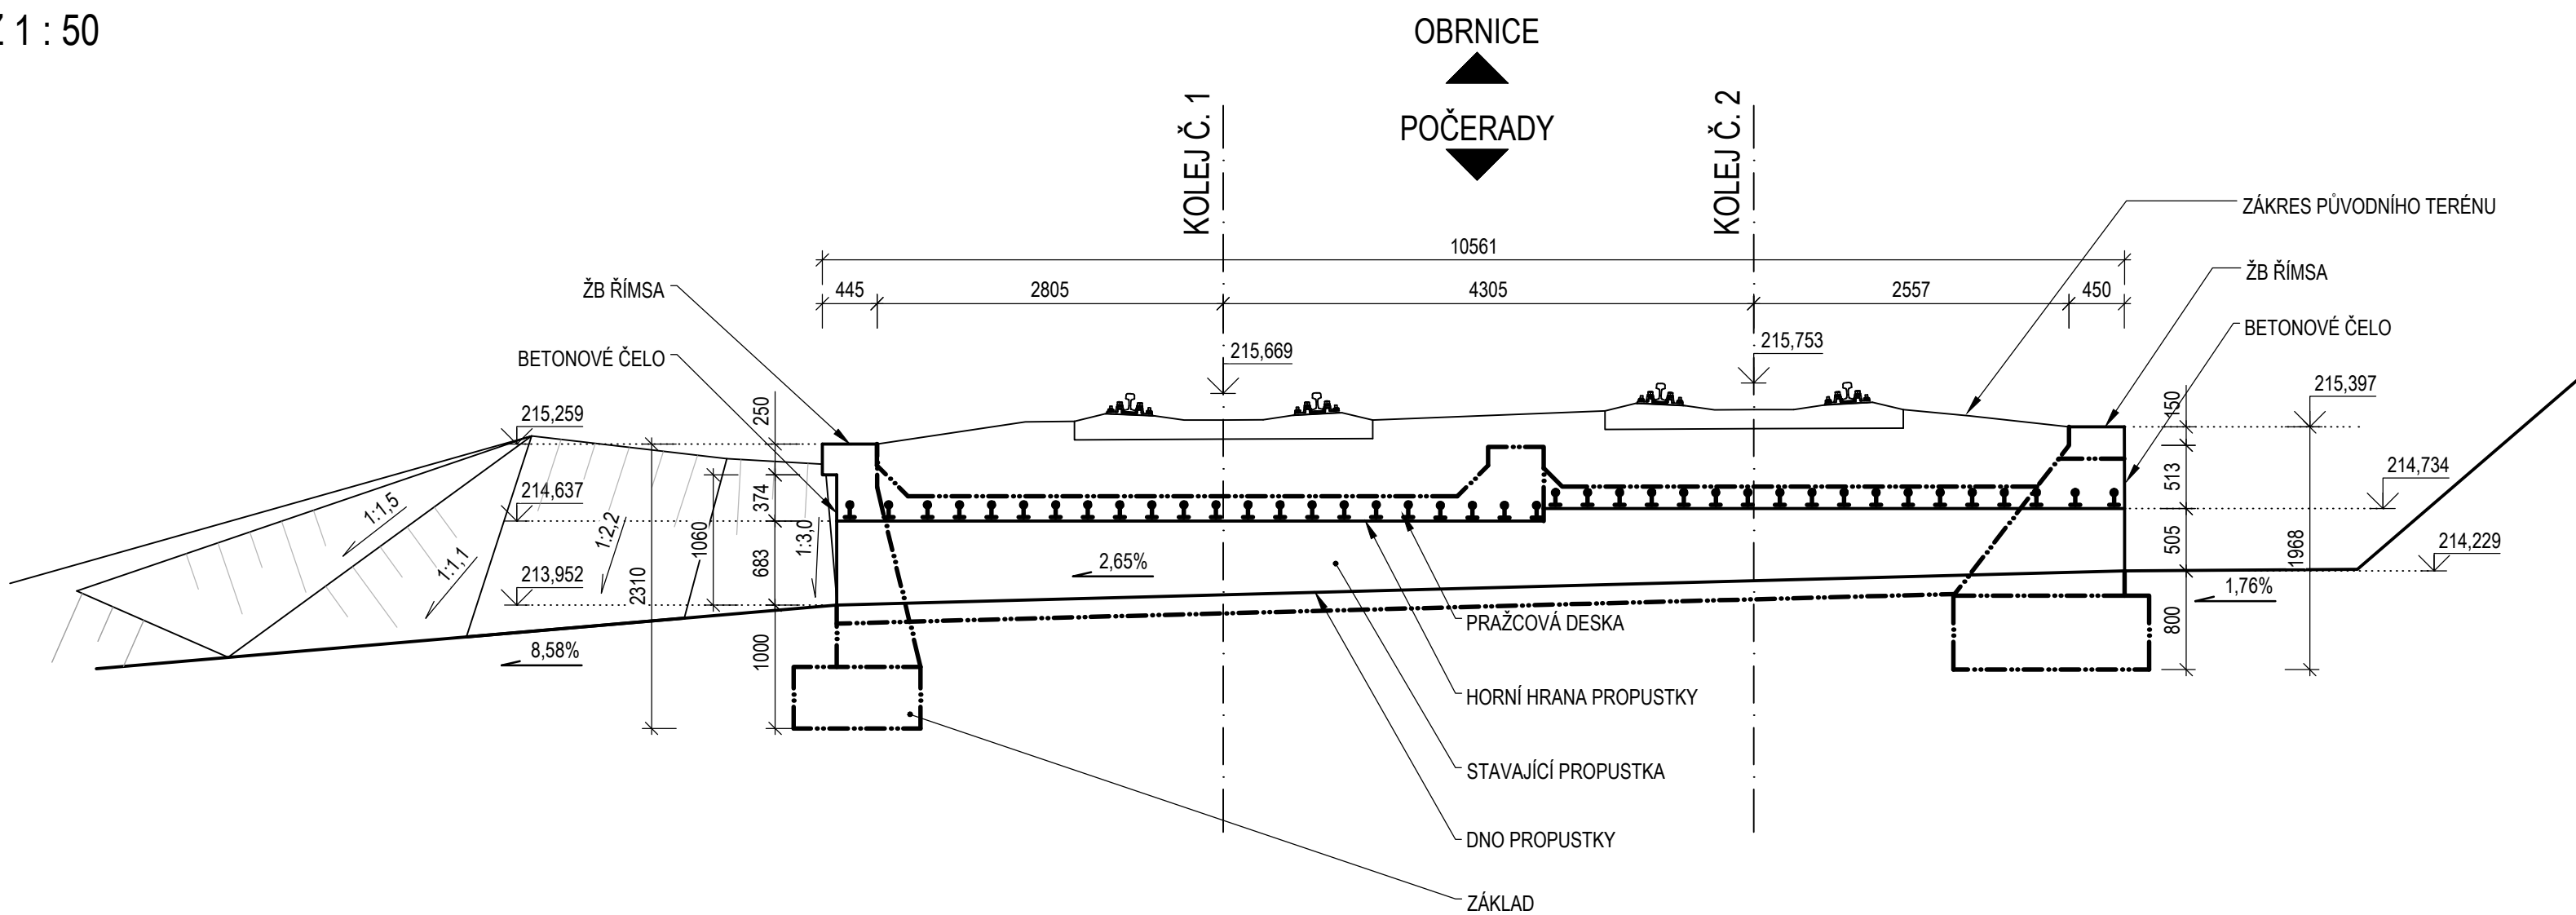 1 : 50
OBRNICE
POČERADY
KOLEJ Č. 1
KOLEJ Č. 2
ZÁKRES PŮVODNÍHO TERÉNU
10561
445
2805
4305
2557
450
ŽB ŘÍMSA
ŽB ŘÍMSA
BETONOVÉ ČELO
BETONOVÉ ČELO
215,669
215,753
215,397
215,259
214,637
213,952
214,734
214,229
250
374
683
1000
1060
2310
150
513
505
800
1968
1:1,5
1:1,1
1:2,2
1:3,0
2,65%
1,76%
8,58%
PRAŽCOVÁ DESKA
HORNÍ HRANA PROPUSTKY
STAVAJÍCÍ PROPUSTKA
DNO PROPUSTKY
ZÁKLAD